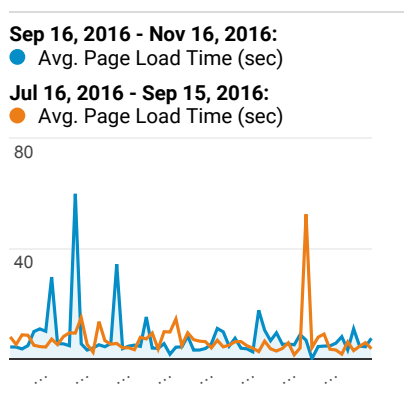 Sep 16, 2016 - Nov 16, 2016:
Avg. Page Load Time (sec)
Jul 16, 2016 - Sep 15, 2016:
Avg. Page Load Time (sec)
80
40
… … … … … … … …